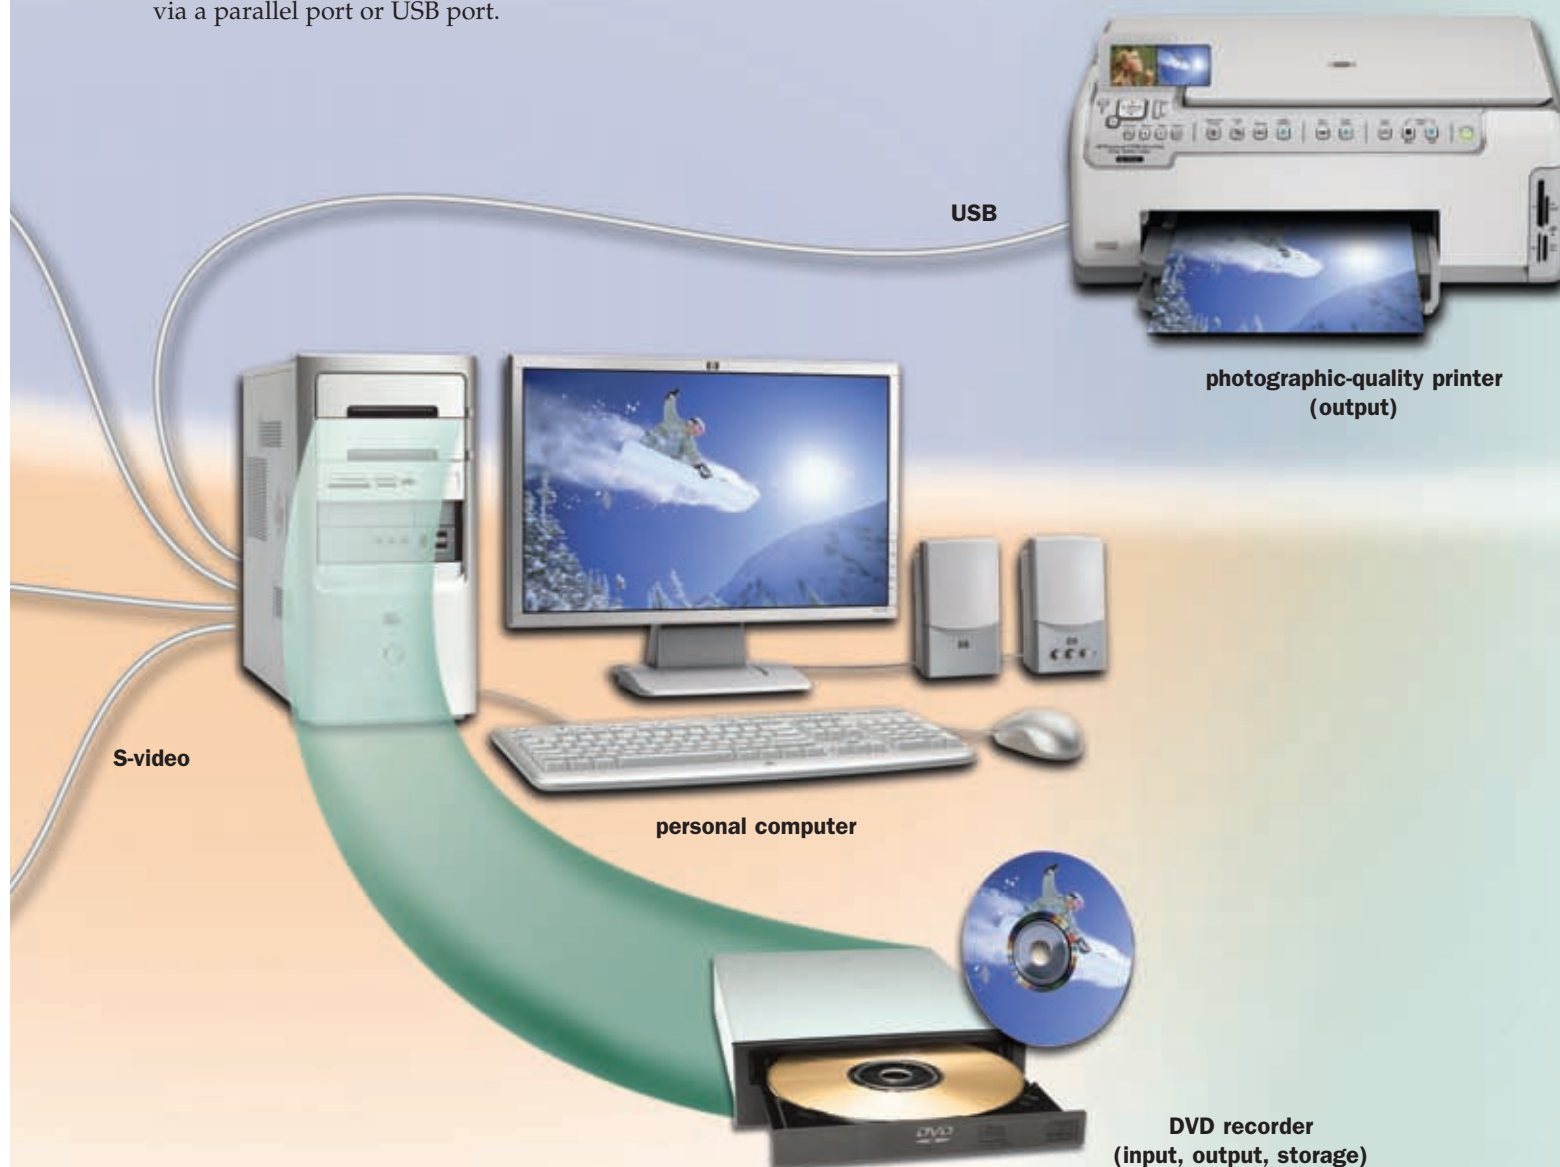 via a parallel port or USB port.
USB
photographic-quality printer
(output)
S-video
personal computer
DVD
DVD recorder
(input, output, storage)